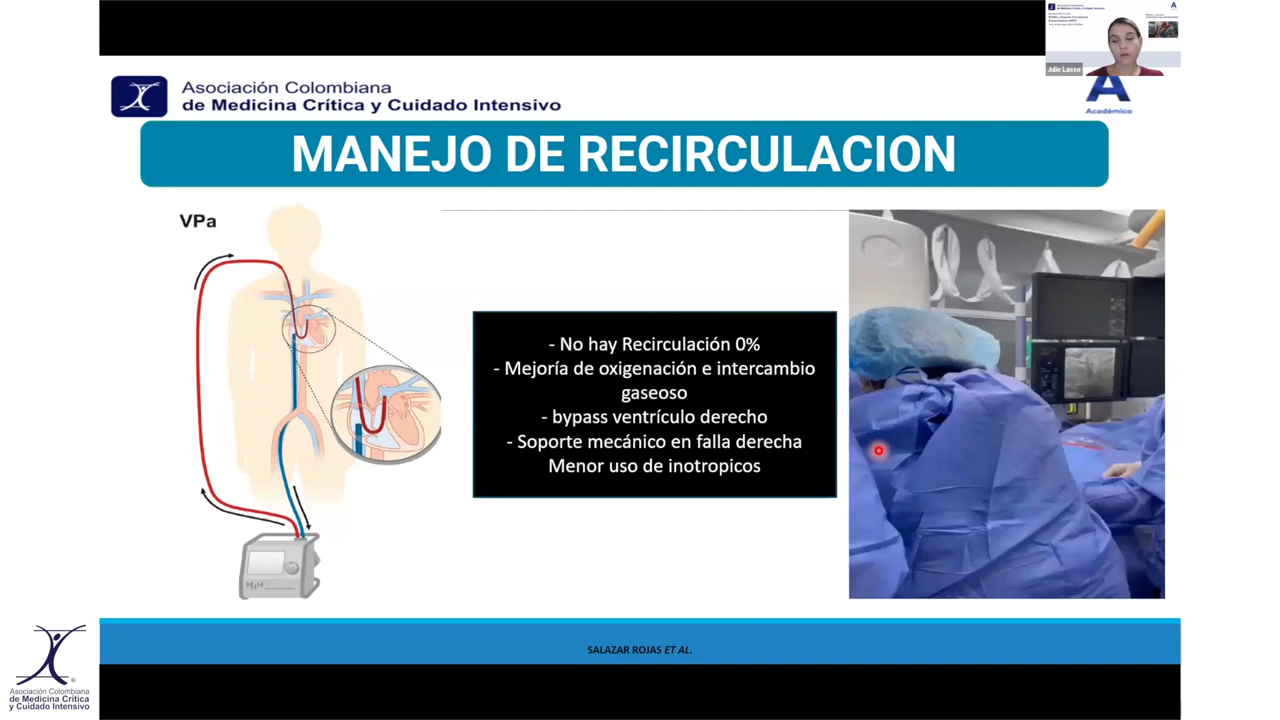 Asociación Colombiana
de Medicina Crítica y Cuidado Intensivo
Julie Lasso
A
Académico
MANEJO DE RECIRCULACION
VPa
- No hay Recirculación 0%
- Mejoría de oxigenación e intercambio
gaseoso
- bypass ventrículo derecho
- Soporte mecánico en falla derecha
Menor uso de inotropicos
SALAZAR ROJAS ET AL.
Asociación Colombiana
de Medicina Crítica
y Cuidado Intensivo